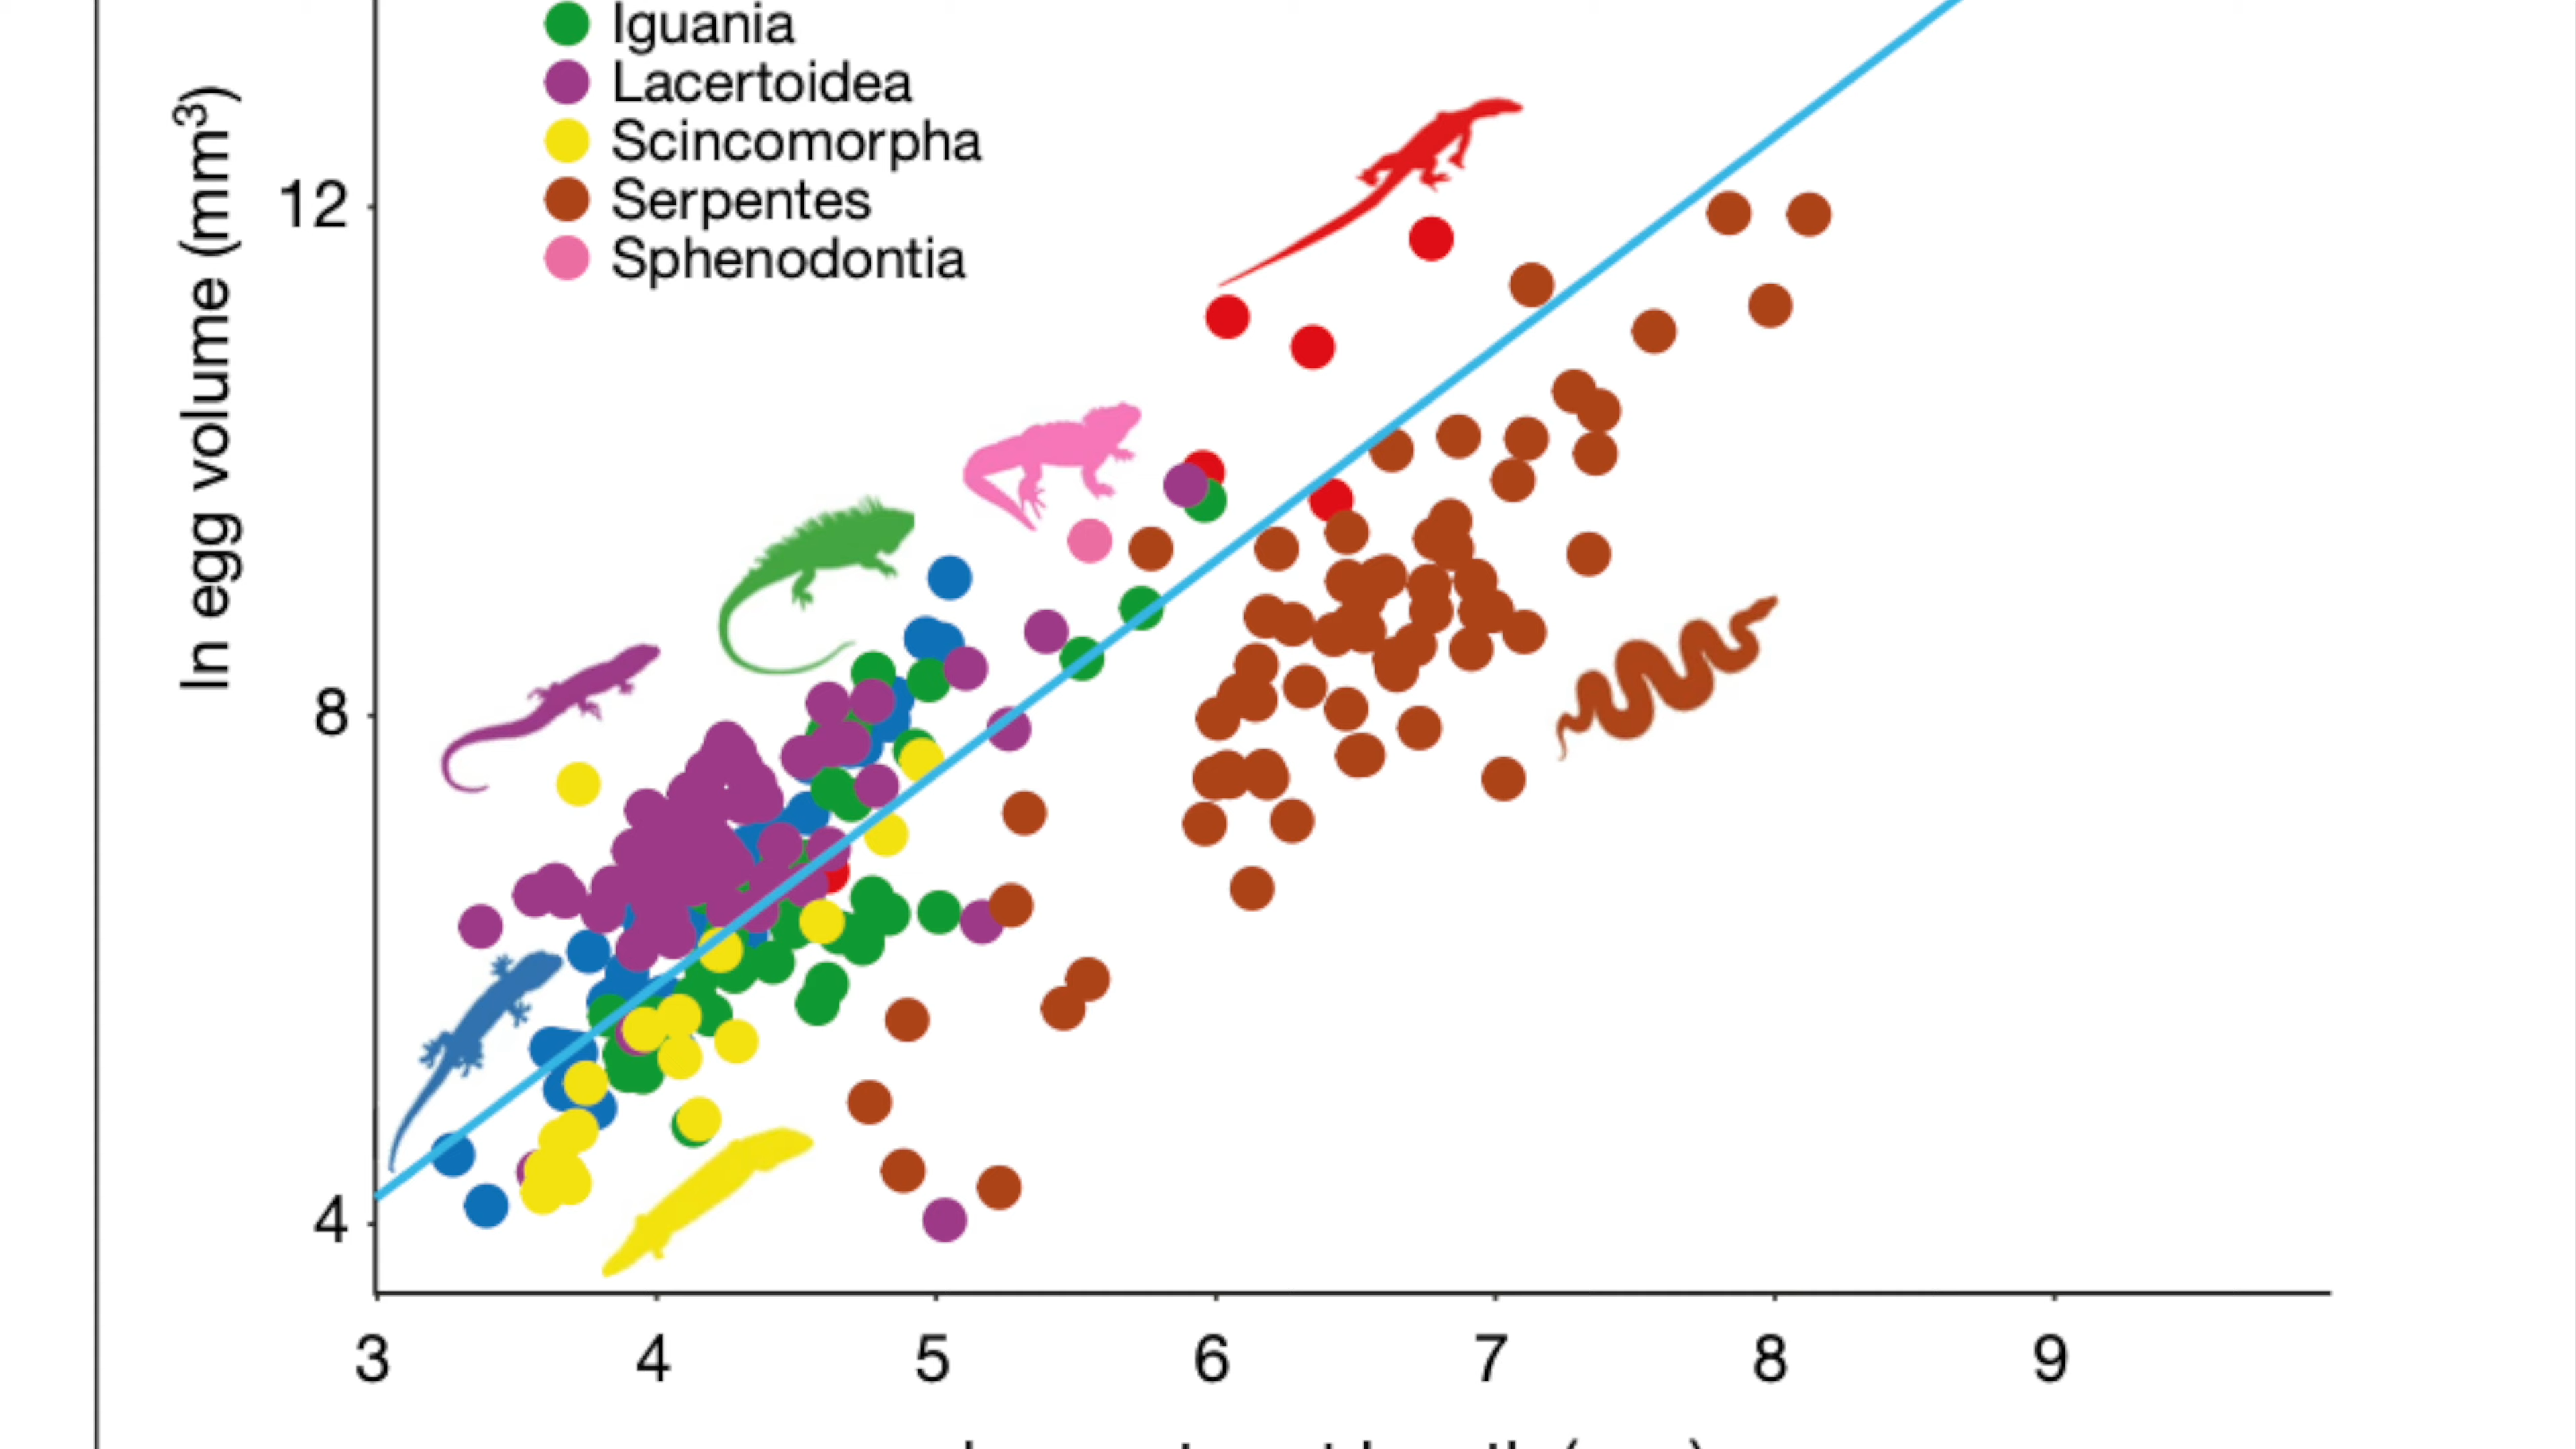 Iguania
Lacertoidea
Scincomorpha
Serpentes
Sphenodontia
ln egg volume (mm³)
12
8
4
3 4 5 6 7 8 9